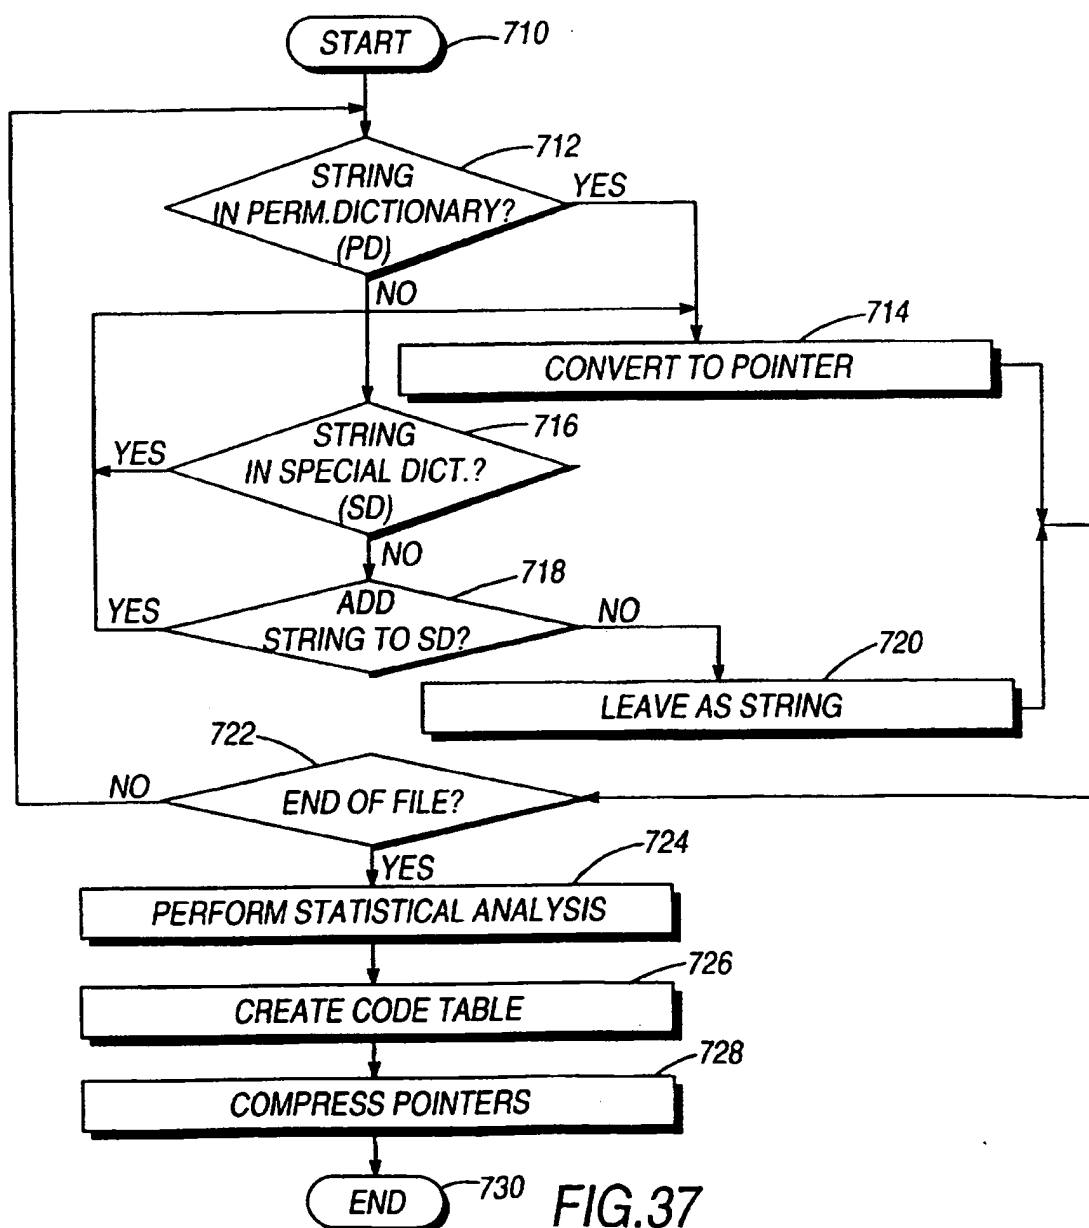 START
710
712
STRING
IN PERM.DICTIONARY?
(PD)
YES
NO
714
CONVERT TO POINTER
716
STRING
IN SPECIAL DICT.?
(SD)
YES
NO
718
ADD
STRING TO SD?
YES
NO
720
LEAVE AS STRING
722
END OF FILE?
NO
YES
724
PERFORM STATISTICAL ANALYSIS
726
CREATE CODE TABLE
728
COMPRESS POINTERS
END
730
FIG.37